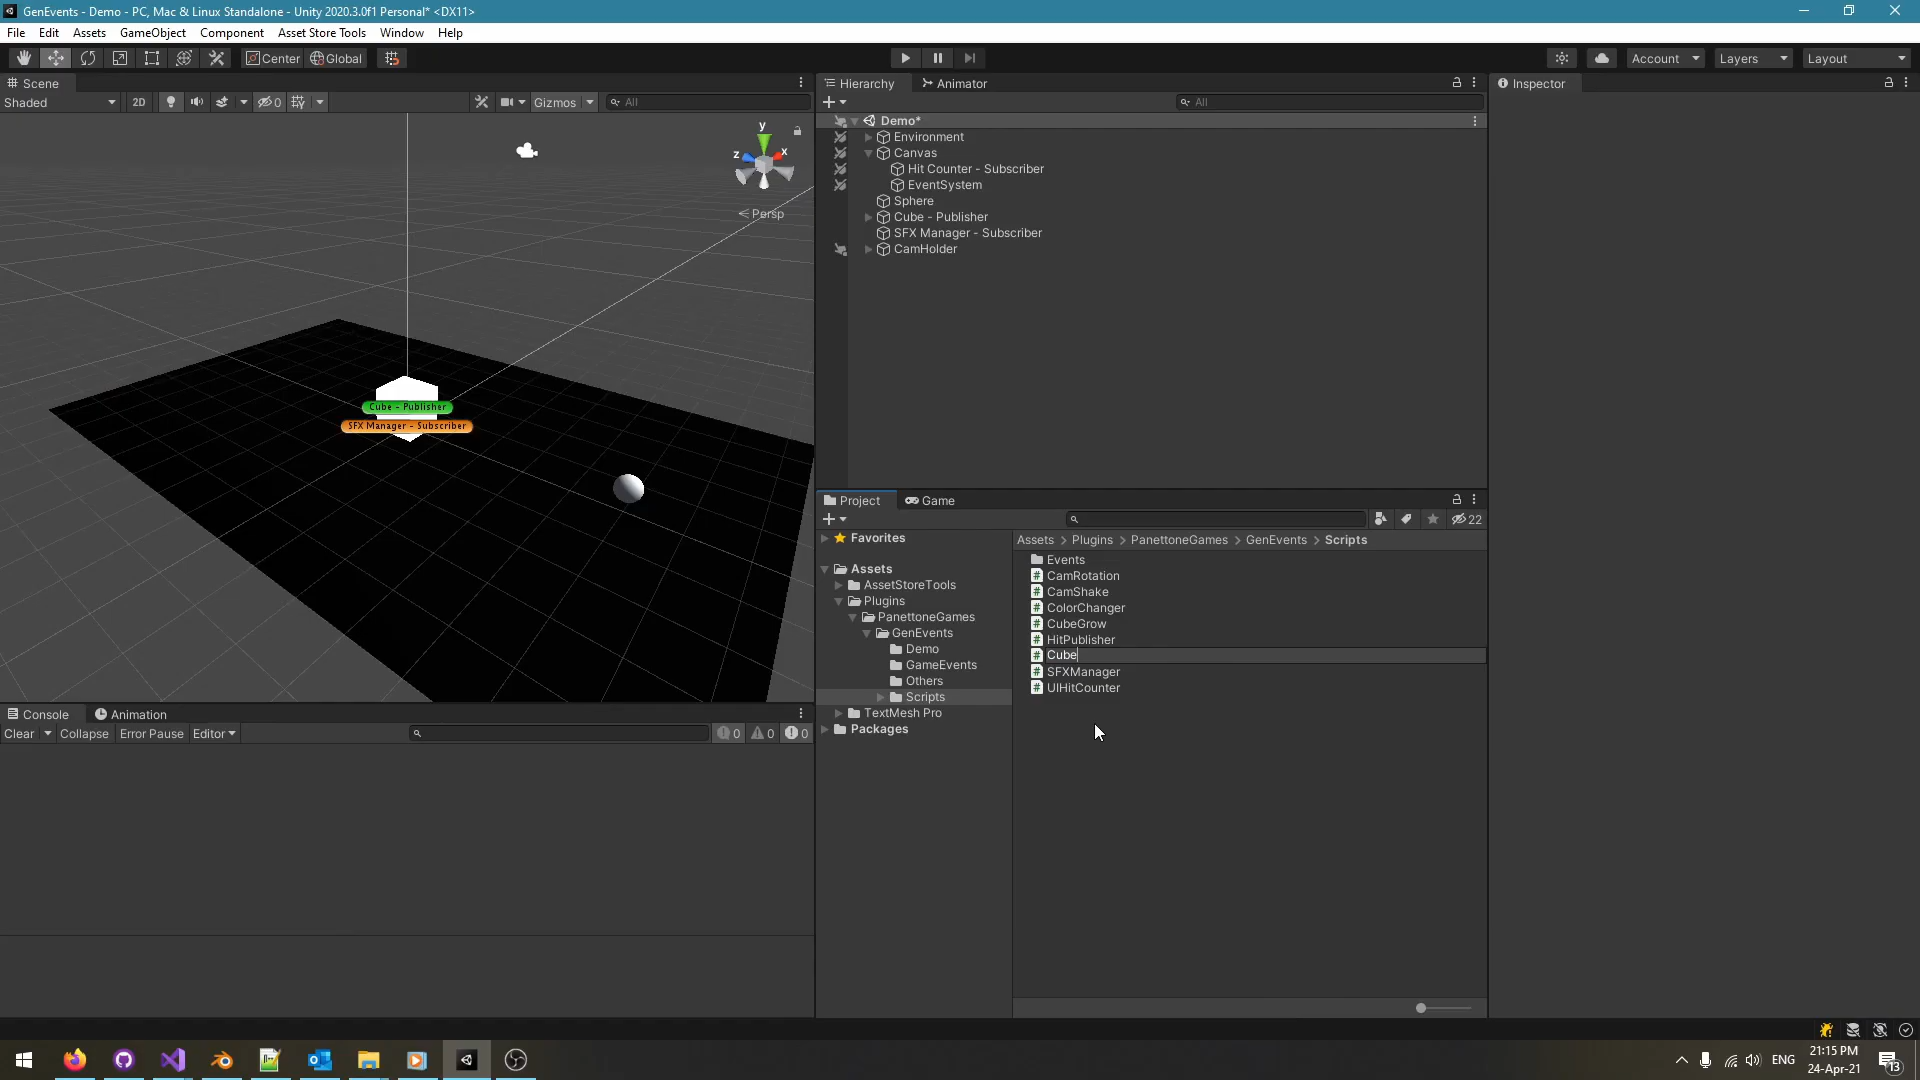 GenEvents - Demo - PC, Mac & Linux Standalone - Unity 2020.3.0f1 Personal* <DX11>
File Edit Assets GameObject Component Asset Store Tools Window Help
Center Global Account Layers Layout
Scene
Shaded 2D 0 Gizmos All
y
z x
Persp
Cube - Publisher
SFX Manager - Subscriber
Console Animation
Clear Collapse Error Pause Editor 0 0 0
Hierarchy Animator
All
Demo*
Environment
Canvas
Hit Counter - Subscriber
EventSystem
Sphere
Cube - Publisher
SFX Manager - Subscriber
CamHolder
Project Game
22
Favorites
Assets
AssetStoreTools
Plugins
PanettoneGames
GenEvents
Demo
GameEvents
Others
Scripts
TextMesh Pro
Packages
Assets > Plugins > PanettoneGames > GenEvents > Scripts
Events
CamRotation
CamShake
ColorChanger
CubeGrow
HitPublisher
Cube
SFXManager
UIHitCounter
Inspector
ENG 21:15 PM
24-Apr-21
13